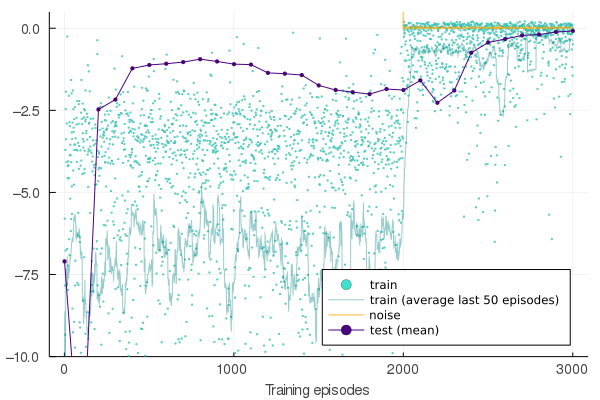 0.0
−2.5
−5.0
−7.5
−10.0
train
train (average last 50 episodes)
noise
test (mean)
0 1000 2000 3000
Training episodes